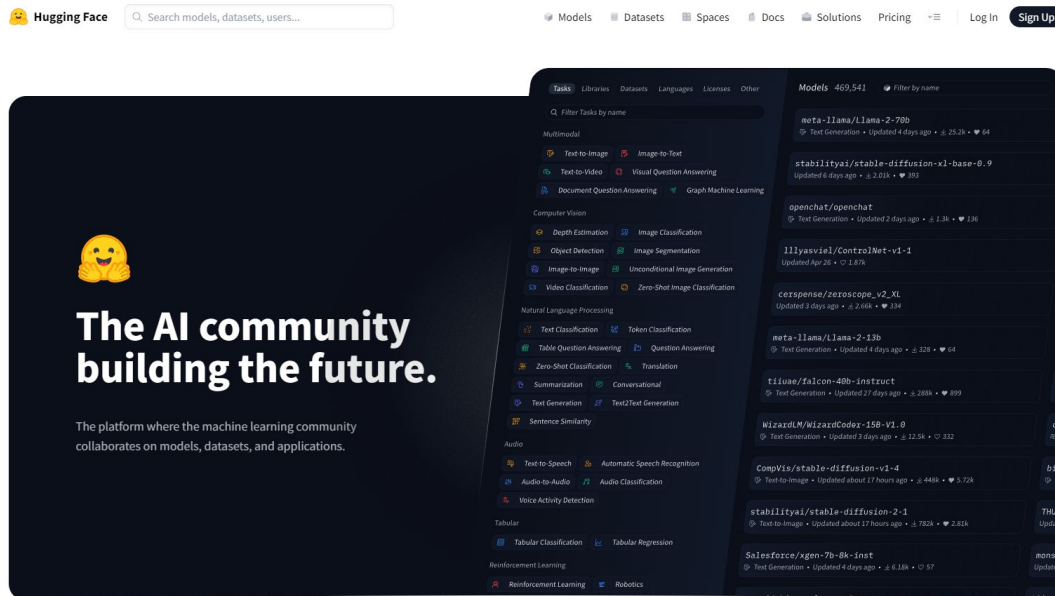 Hugging Face
Search models, datasets, users...
Models
Datasets
Spaces
Docs
Solutions
Pricing
Log In
Sign Up
The AI community
building the future.
The platform where the machine learning community
collaborates on models, datasets, and applications.
Tasks Libraries Datasets Languages Licenses Other
Filter Tasks by name
Multimodal
Text-to-Image Image-to-Text
Text-to-Video Visual Question Answering
Document Question Answering Graph Machine Learning
Computer Vision
Depth Estimation Image Classification
Object Detection Image Segmentation
Image-to-Image Unconditional Image Generation
Video Classification Zero-Shot Image Classification
Natural Language Processing
Text Classification Token Classification
Table Question Answering Question Answering
Zero-Shot Classification Translation
Summarization Conversational
Text Generation Text2Text Generation
Sentence Similarity
Audio
Text-to-Speech Automatic Speech Recognition
Audio-to-Audio Audio Classification
Voice Activity Detection
Tabular
Tabular Classification Tabular Regression
Reinforcement Learning
Reinforcement Learning Robotics
Models 469,541 Filter by name
meta-llama/Llama-2-70b
Text Generation • Updated 4 days ago • 25.2k • 64
stabilityai/stable-diffusion-xl-base-0.9
Updated 6 days ago • 2.01k • 393
openchat/openchat
Text Generation • Updated 2 days ago • 1.3k • 136
lllyasviel/ControlNet-v1-1
Updated Apr 26 • 1.87k
cerspense/zeroscope_v2_XL
Updated 3 days ago • 2.66k • 334
meta-llama/Llama-2-13b
Text Generation • Updated 4 days ago • 328 • 64
tiiuae/falcon-40b-instruct
Text Generation • Updated 27 days ago • 288k • 899
WizardLM/WizardCoder-15B-V1.0
Text Generation • Updated 3 days ago • 12.5k • 332
CompVis/stable-diffusion-v1-4
Text-to-Image • Updated about 17 hours ago • 448k • 5.72k
stabilityai/stable-diffusion-2-1
Text-to-Image • Updated about 17 hours ago • 782k • 2.81k
Salesforce/xgen-7b-8k-inst
Text Generation • Updated 4 days ago • 6.18k • 57